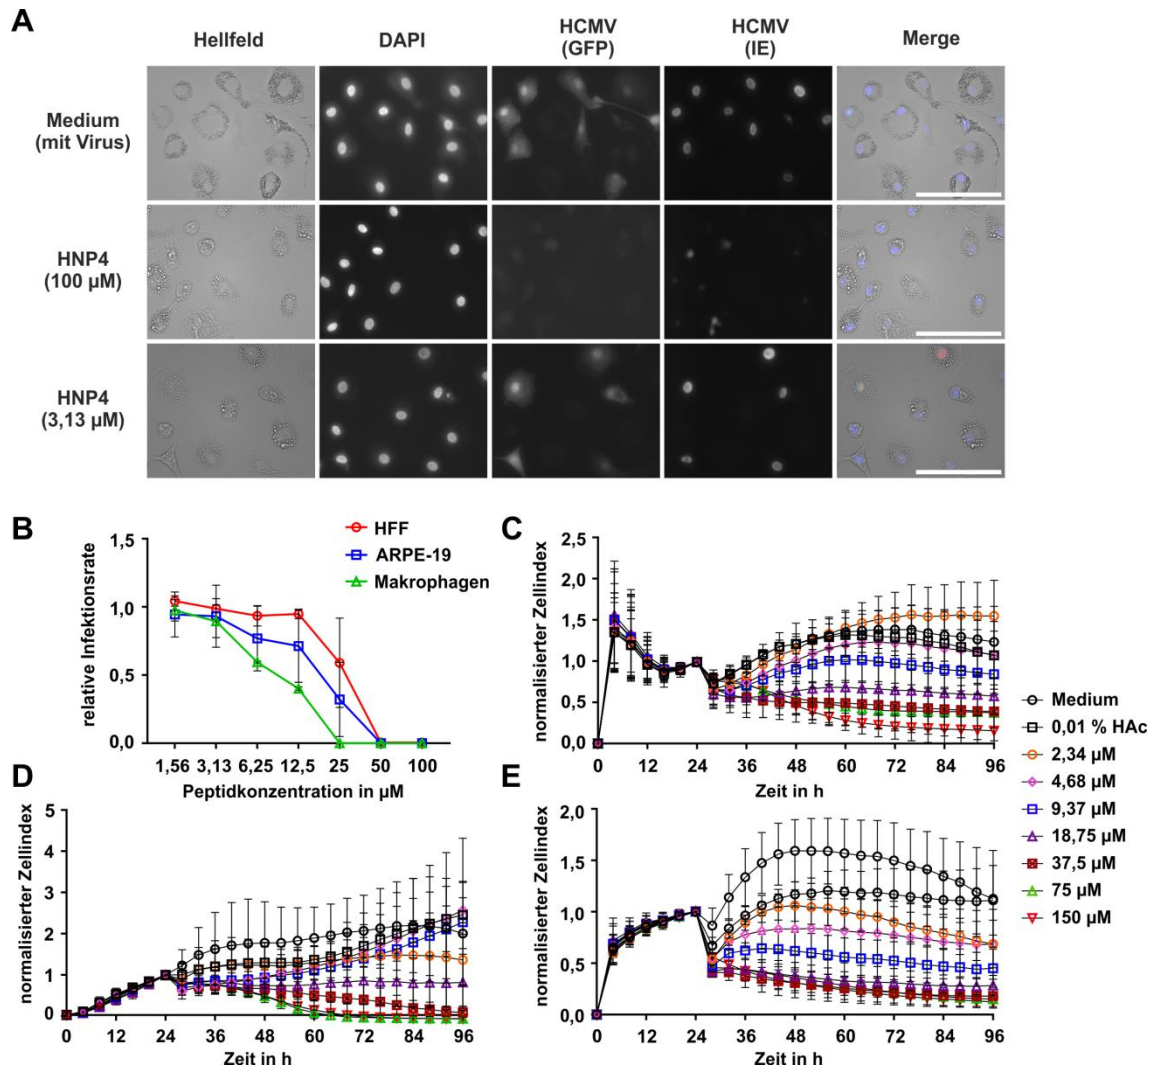 A
Hellfeld
DAPI
HCMV
(GFP)
HCMV
(IE)
Merge
Medium
(mit Virus)
HNP4
(100 µM)
HNP4
(3,13 µM)
B
relative Infektionsrate
1,5
1,0
0,5
0,0
1,56 3,13 6,25 12,5 25 50 100
Peptidkonzentration in µM
HFF
ARPE-19
Makrophagen
C
normalisierter Zellindex
2,5
2,0
1,5
1,0
0,5
0,0
0 12 24 36 48 60 72 84 96
Zeit in h
Medium
0,01 % HAc
2,34 µM
4,68 µM
9,37 µM
18,75 µM
37,5 µM
75 µM
150 µM
D
normalisierter Zellindex
5
4
3
2
1
0
0 12 24 36 48 60 72 84 96
Zeit in h
E
normalisierter Zellindex
2,0
1,5
1,0
0,5
0,0
0 12 24 36 48 60 72 84 96
Zeit in h